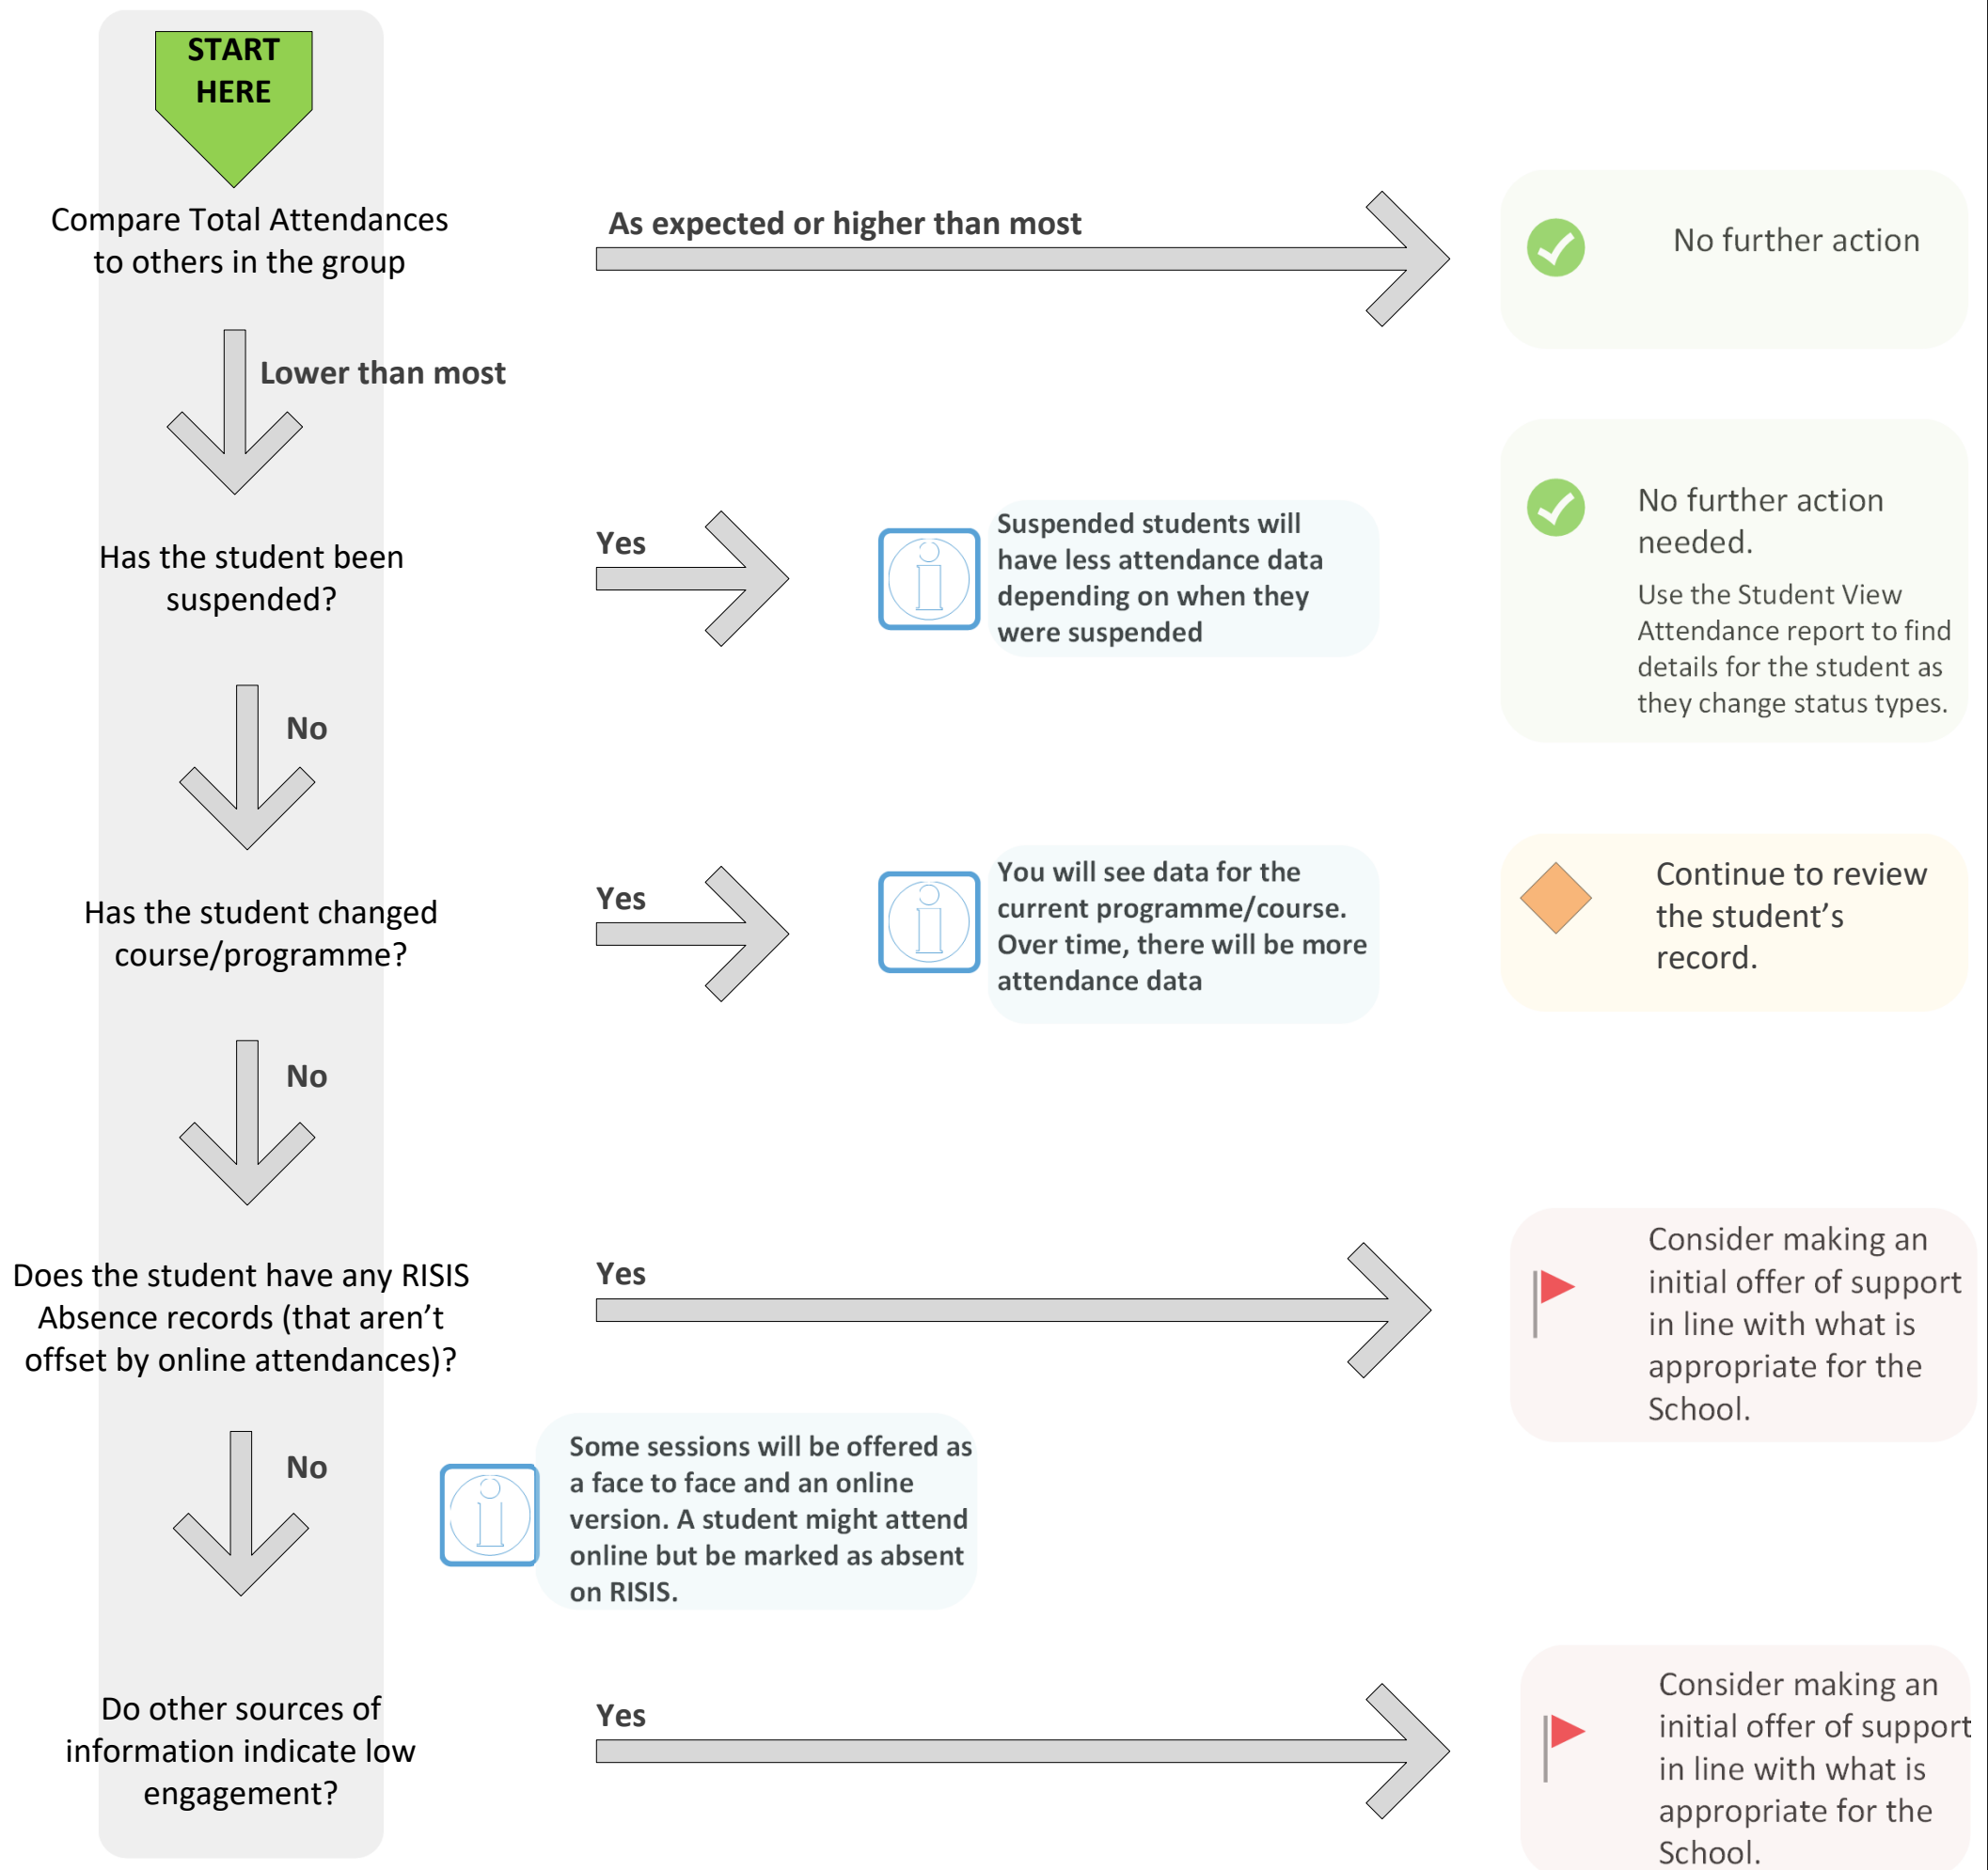 START
HERE
Compare Total Attendances
to others in the group
As expected or higher than most
No further action
Lower than most
Has the student been
suspended?
Yes
Suspended students will
have less attendance data
depending on when they
were suspended
No further action
needed.
Use the Student View
Attendance report to find
details for the student as
they change status types.
No
Has the student changed
course/programme?
Yes
You will see data for the
current programme/course.
Over time, there will be more
attendance data
Continue to review
the student’s
record.
No
Does the student have any RISIS
Absence records (that aren’t
offset by online attendances)?
Yes
Consider making an
initial offer of support
in line with what is
appropriate for the
School.
No
Some sessions will be offered as
a face to face and an online
version. A student might attend
online but be marked as absent
on RISIS.
Do other sources of
information indicate low
engagement?
Yes
Consider making an
initial offer of support
in line with what is
appropriate for the
School.